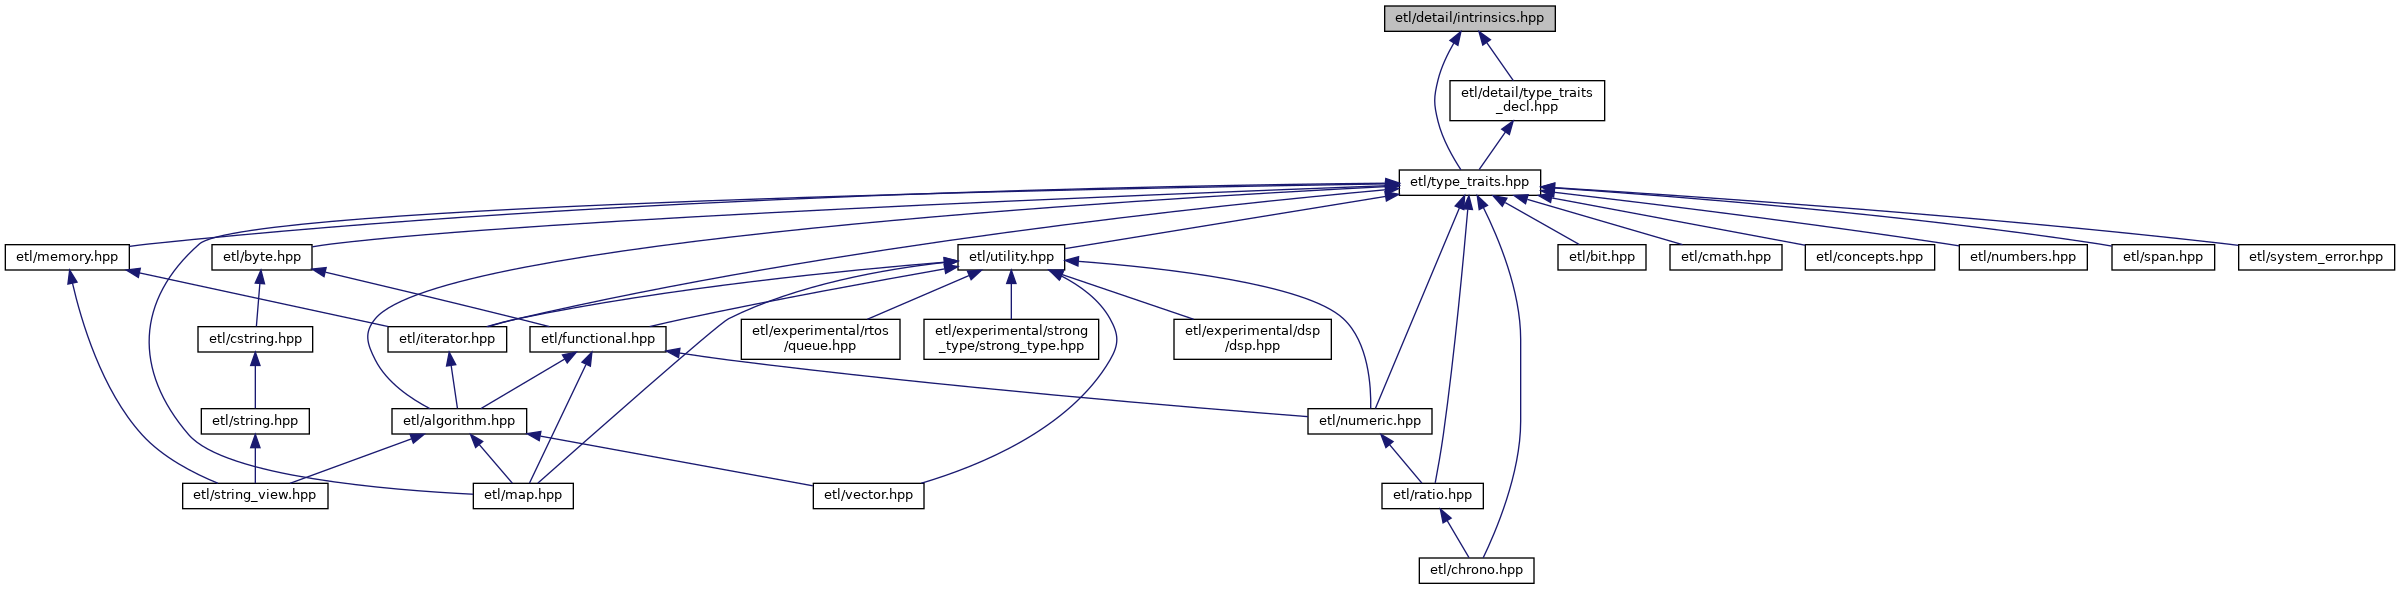 etl/detail/intrinsics.hpp
etl/detail/type_traits
_decl.hpp
etl/type_traits.hpp
etl/memory.hpp
etl/byte.hpp
etl/utility.hpp
etl/bit.hpp
etl/cmath.hpp
etl/concepts.hpp
etl/numbers.hpp
etl/span.hpp
etl/system_error.hpp
etl/cstring.hpp
etl/iterator.hpp
etl/functional.hpp
etl/experimental/rtos
/queue.hpp
etl/experimental/strong
_type/strong_type.hpp
etl/experimental/dsp
/dsp.hpp
etl/string.hpp
etl/algorithm.hpp
etl/numeric.hpp
etl/string_view.hpp
etl/map.hpp
etl/vector.hpp
etl/ratio.hpp
etl/chrono.hpp